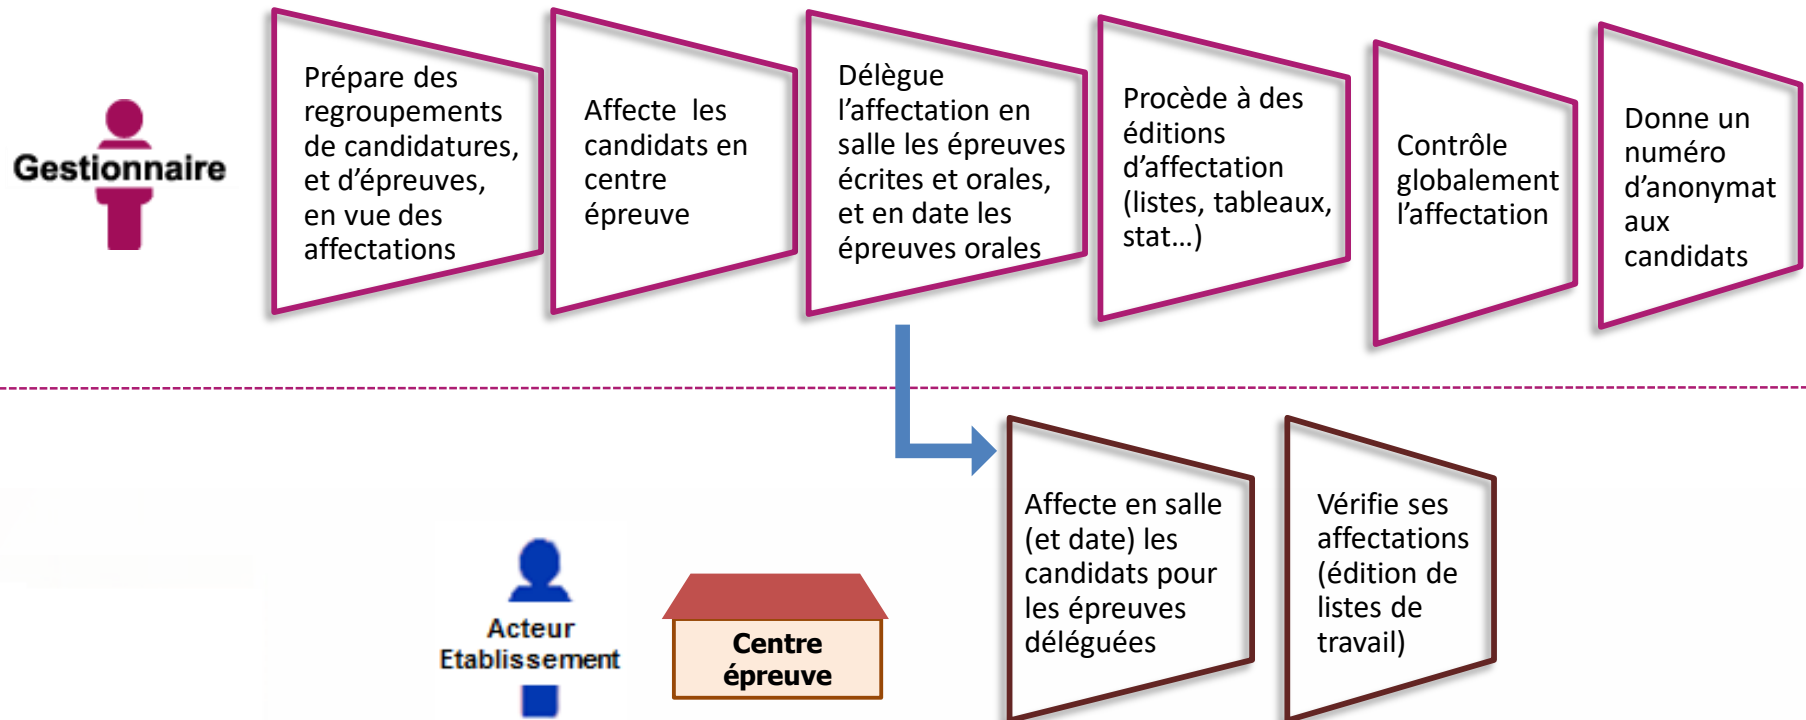 Gestionnaire
Prépare des
regroupements
de candidatures,
et d’épreuves,
en vue des
affectations
Affecte les
candidats en
centre
épreuve
Délègue
l’affectation en
salle les épreuves
écrites et orales,
et en date les
épreuves orales
Procède à des
éditions
d’affectation
(listes, tableaux,
stat…)
Contrôle
globalement
l’affectation
Donne un
numéro
d’anonymat
aux
candidats
Acteur
Etablissement
Centre
épreuve
Affecte en salle
(et date) les
candidats pour
les épreuves
déléguées
Vérifie ses
affectations
(édition de
listes de
travail)